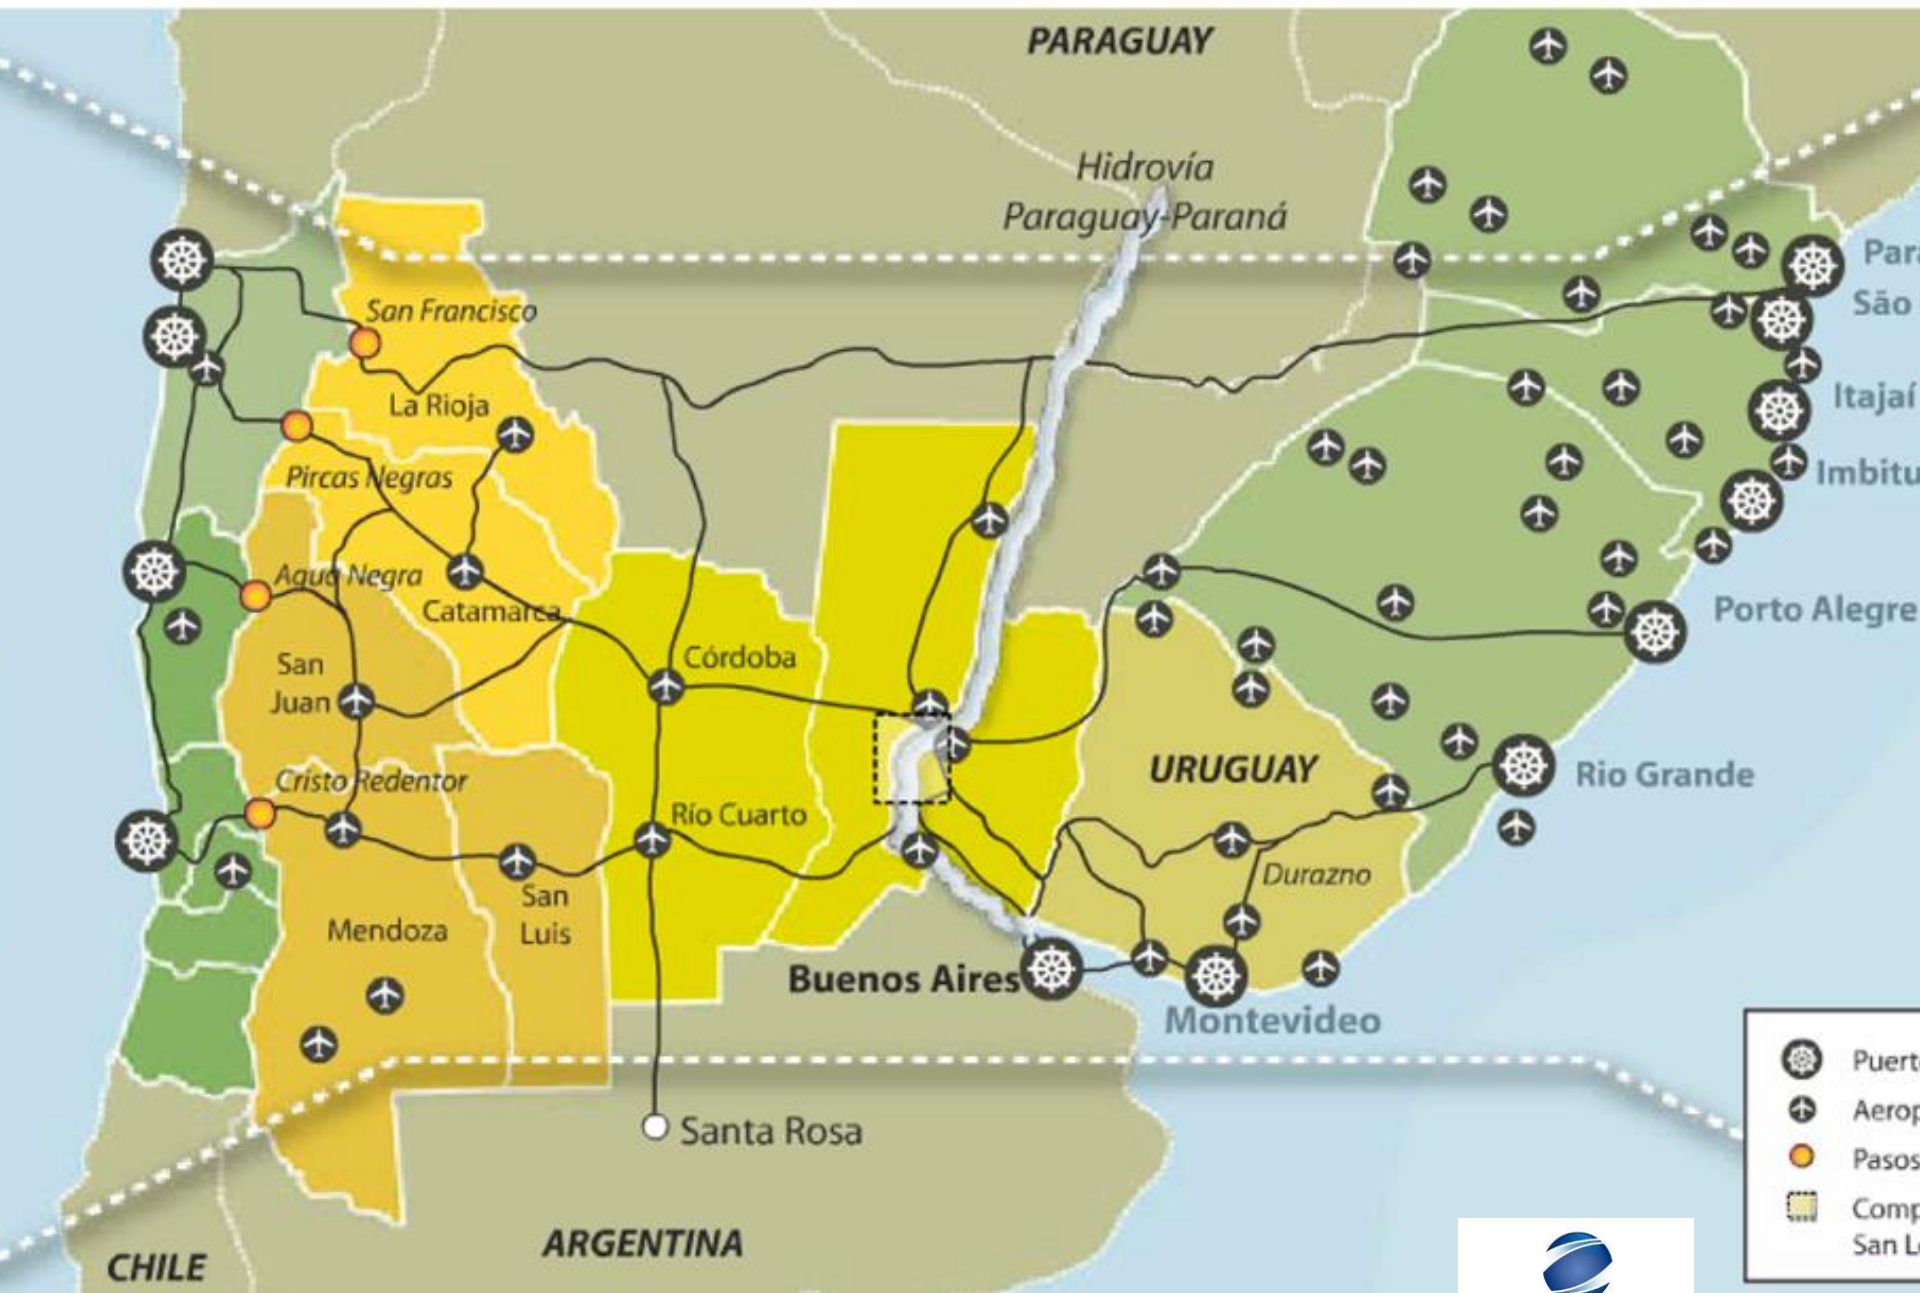 PARAGUAY
Hidrovía
Paraguay-Paraná
San Francisco
La Rioja
Pircas Negras
Agua Negra
Catamarca
San
Juan
Córdoba
Cristo Redentor
Río Cuarto
San
Luis
Mendoza
Buenos Aires
Santa Rosa
ARGENTINA
CHILE
URUGUAY
Durazno
Montevideo
Par
São
Itajaí
Imbitu
Porto Alegre
Rio Grande
Puert
Aerop
Pasos
Comp
San L